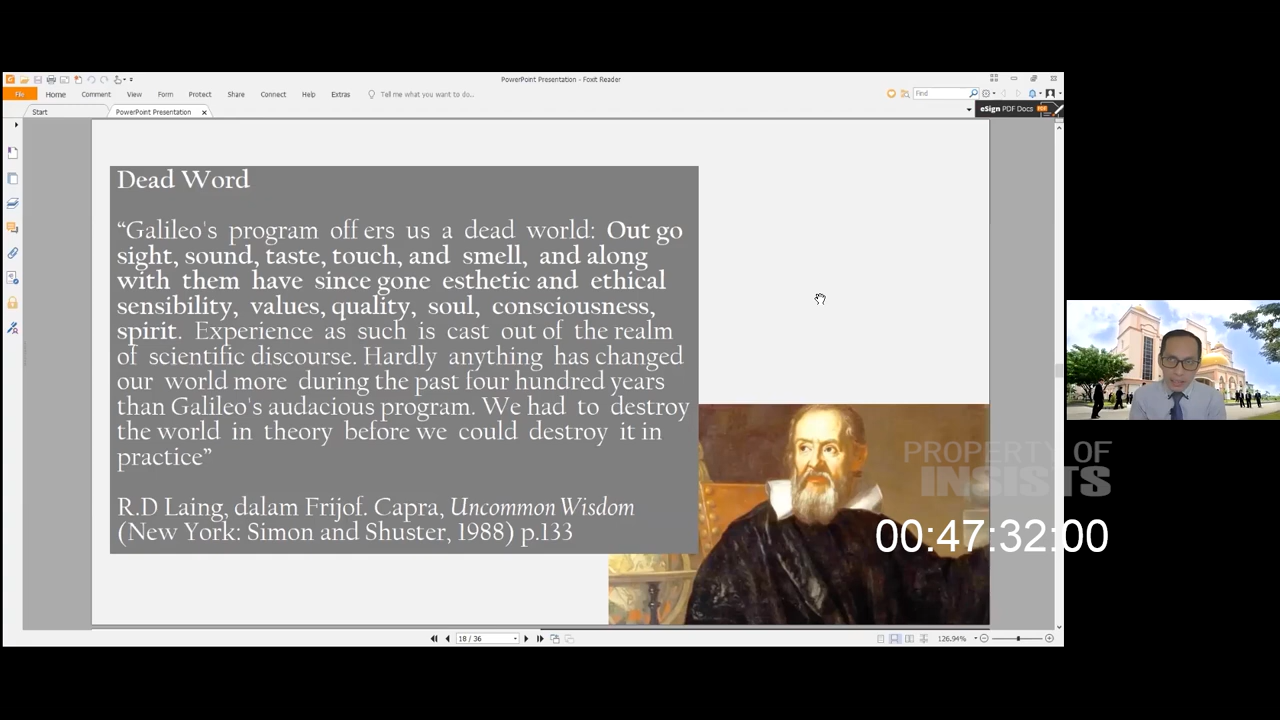 PowerPoint Presentation - Foxit Reader
File Home Comment View Form Protect Share Connect Help Extras Tell me what you want to do... Find
Start PowerPoint Presentation eSign PDF Docs
Dead Word
“Galileo's program off ers us a dead world: Out go
sight, sound, taste, touch, and smell, and along
with them have since gone esthetic and ethical
sensibility, values, quality, soul, consciousness,
spirit. Experience as such is cast out of the realm
of scientific discourse. Hardly anything has changed
our world more during the past four hundred years
than Galileo's audacious program. We had to destroy
the world in theory before we could destroy it in
practice”
R.D Laing, dalam Frijof. Capra, Uncommon Wisdom
(New York: Simon and Shuster, 1988) p.133
PROPERTY OF
INSISTS
00:47:32:00
18 / 36 126.94%